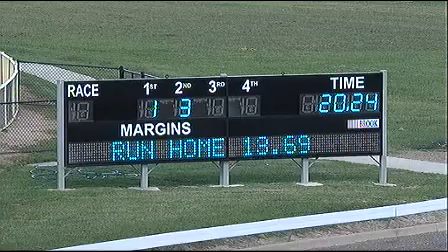 RACE 1ST 2ND 3RD 4TH TIME
1 3 20.24
MARGINS
RUN HOME 13.69